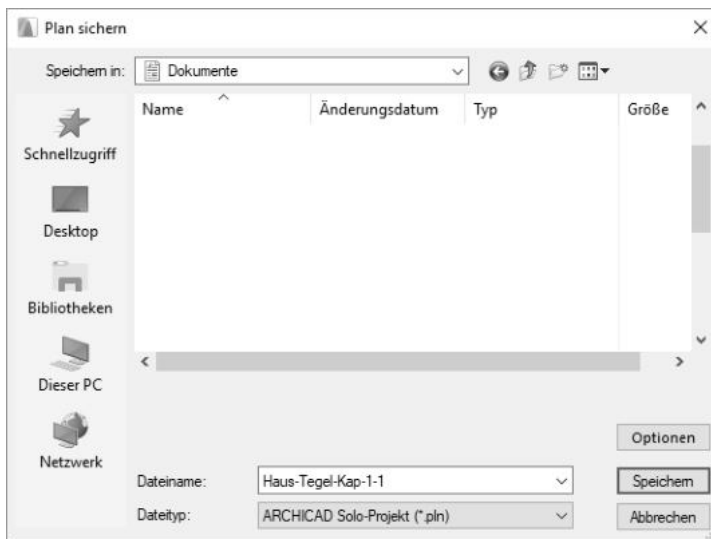 Plan sichern
Speichern in: Dokumente
Name Änderungsdatum Typ Größe
Schnellzugriff
Desktop
Bibliotheken
Dieser PC
Netzwerk
Optionen
Dateiname: Haus-Tegel-Kap-1-1 Speichern
Dateityp: ARCHICAD Solo-Projekt (*.pln) Abbrechen